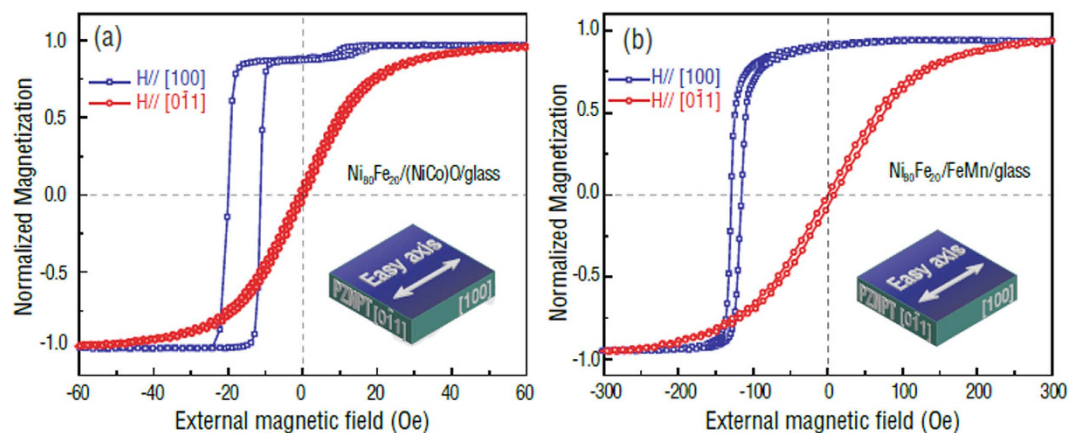 (a)
H// [100]
H// [01̄1]
Ni₈₀Fe₂₀/(NiCo)O/glass
Easy axis
PZNPT [01̄1]
[100]
Normalized Magnetization
1.0
0.5
0.0
-0.5
-1.0
-60 -40 -20 0 20 40 60
External magnetic field (Oe)
(b)
H// [100]
H// [01̄1]
Ni₈₀Fe₂₀/FeMn/glass
Easy axis
PZNPT [01̄1]
[100]
Normalized Magnetization
1.0
0.5
0.0
-0.5
-1.0
-300 -200 -100 0 100 200 300
External magnetic field (Oe)